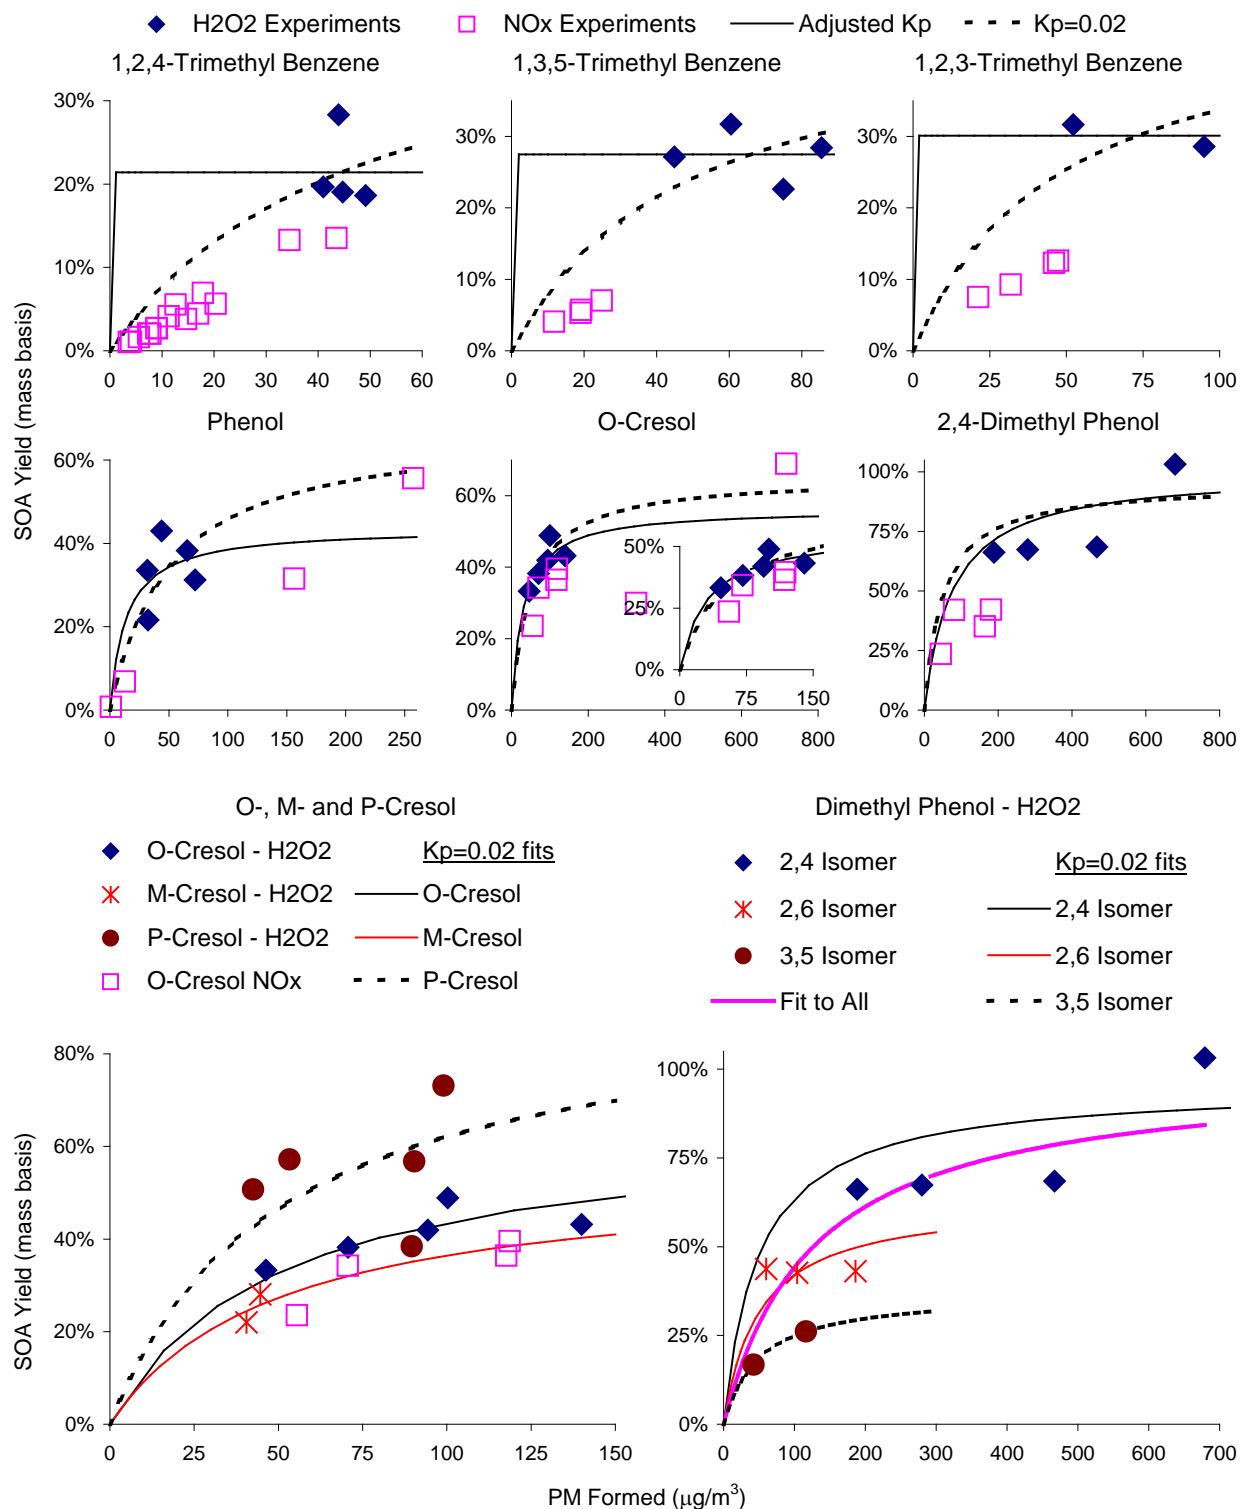 H2O2 Experiments NOx Experiments Adjusted Kp Kp=0.02
1,2,4-Trimethyl Benzene 1,3,5-Trimethyl Benzene 1,2,3-Trimethyl Benzene
30%
20%
10%
0%
0 10 20 30 40 50 60
30%
20%
10%
0%
0 20 40 60 80
30%
20%
10%
0%
0 25 50 75 100
SOA Yield (mass basis)
Phenol O-Cresol 2,4-Dimethyl Phenol
60%
40%
20%
0%
0 50 100 150 200 250
60%
40%
20%
0%
0 200 400 600 800
50%
25%
0%
0 75 150
100%
75%
50%
25%
0%
0 200 400 600 800
O-, M- and P-Cresol
O-Cresol - H2O2 Kp=0.02 fits
M-Cresol - H2O2 O-Cresol
P-Cresol - H2O2 M-Cresol
O-Cresol NOx P-Cresol
Dimethyl Phenol - H2O2
2,4 Isomer Kp=0.02 fits
2,6 Isomer 2,4 Isomer
3,5 Isomer 2,6 Isomer
Fit to All 3,5 Isomer
SOA Yield (mass basis)
80%
60%
40%
20%
0%
0 25 50 75 100 125 150
100%
75%
50%
25%
0%
0 100 200 300 400 500 600 700
PM Formed (μg/m³)